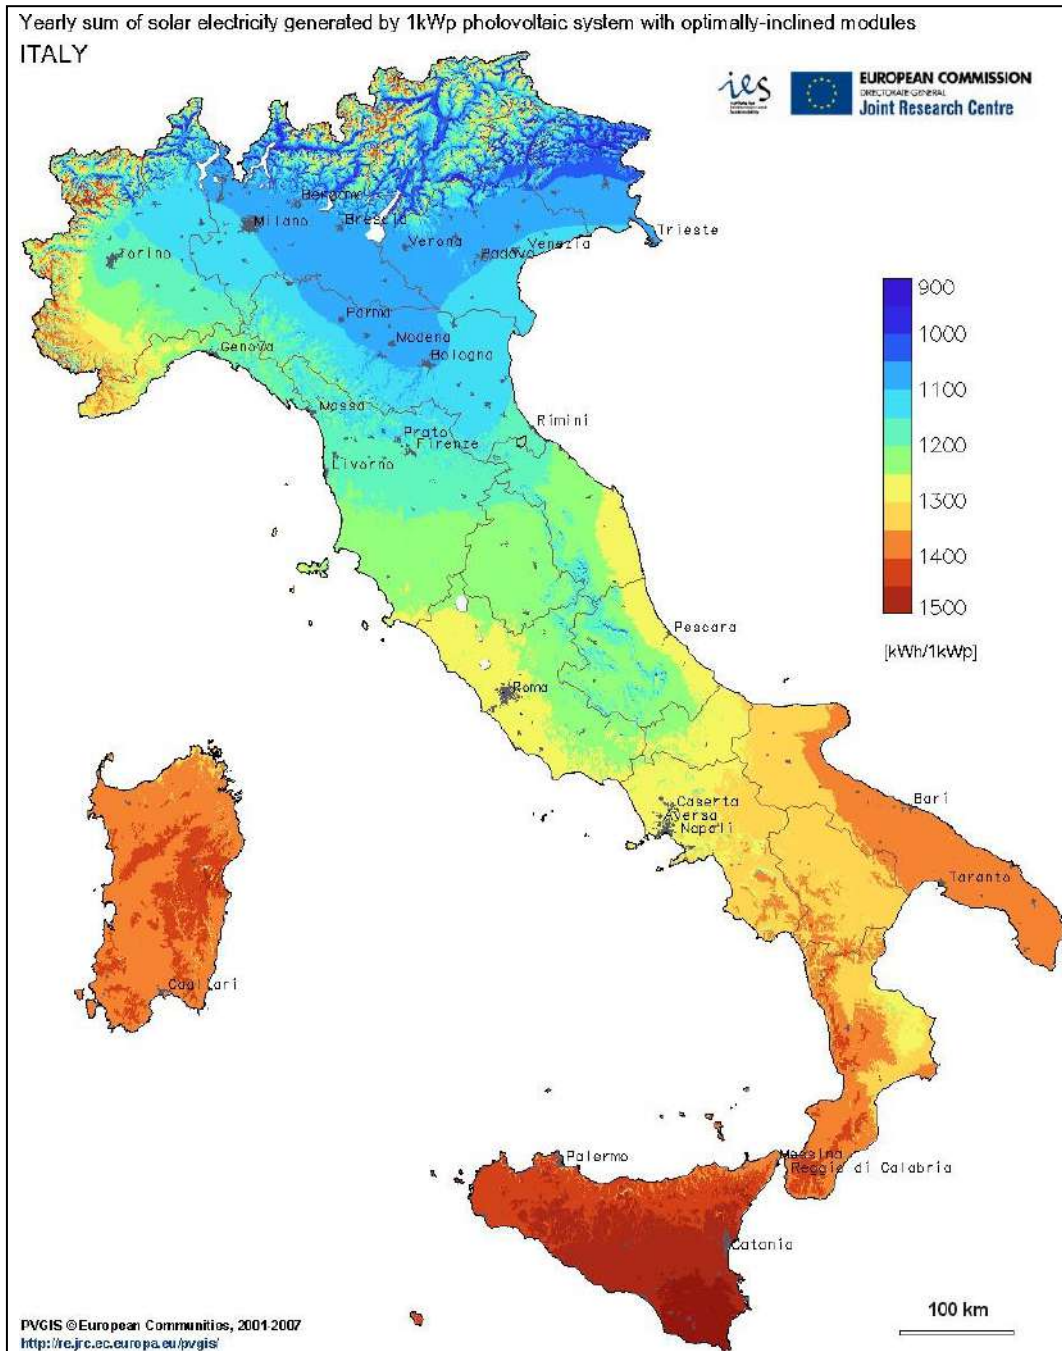 Yearly sum of solar electricity generated by 1kWp photovoltaic system with optimally-inclined modules
ITALY
ies
EUROPEAN COMMISSION
DIRECTORATE-GENERAL
Joint Research Centre
Bergamo
Milano
Brescia
Trieste
Verona
Venezia
Padova
Torino
900
1000
1100
1200
1300
1400
1500
[kWh/1kWp]
Parma
Modena
Genova
Bologna
Massa
Rimini
Prato
Firenze
Livorno
Pescara
Roma
Caserta
Aversa
Napoli
Bari
Taranto
Cagliari
Palermo
Messina
Reggio di Calabria
Catania
100 km
PVGIS © European Communities, 2001-2007
http://re.jrc.ec.europa.eu/pvgis/